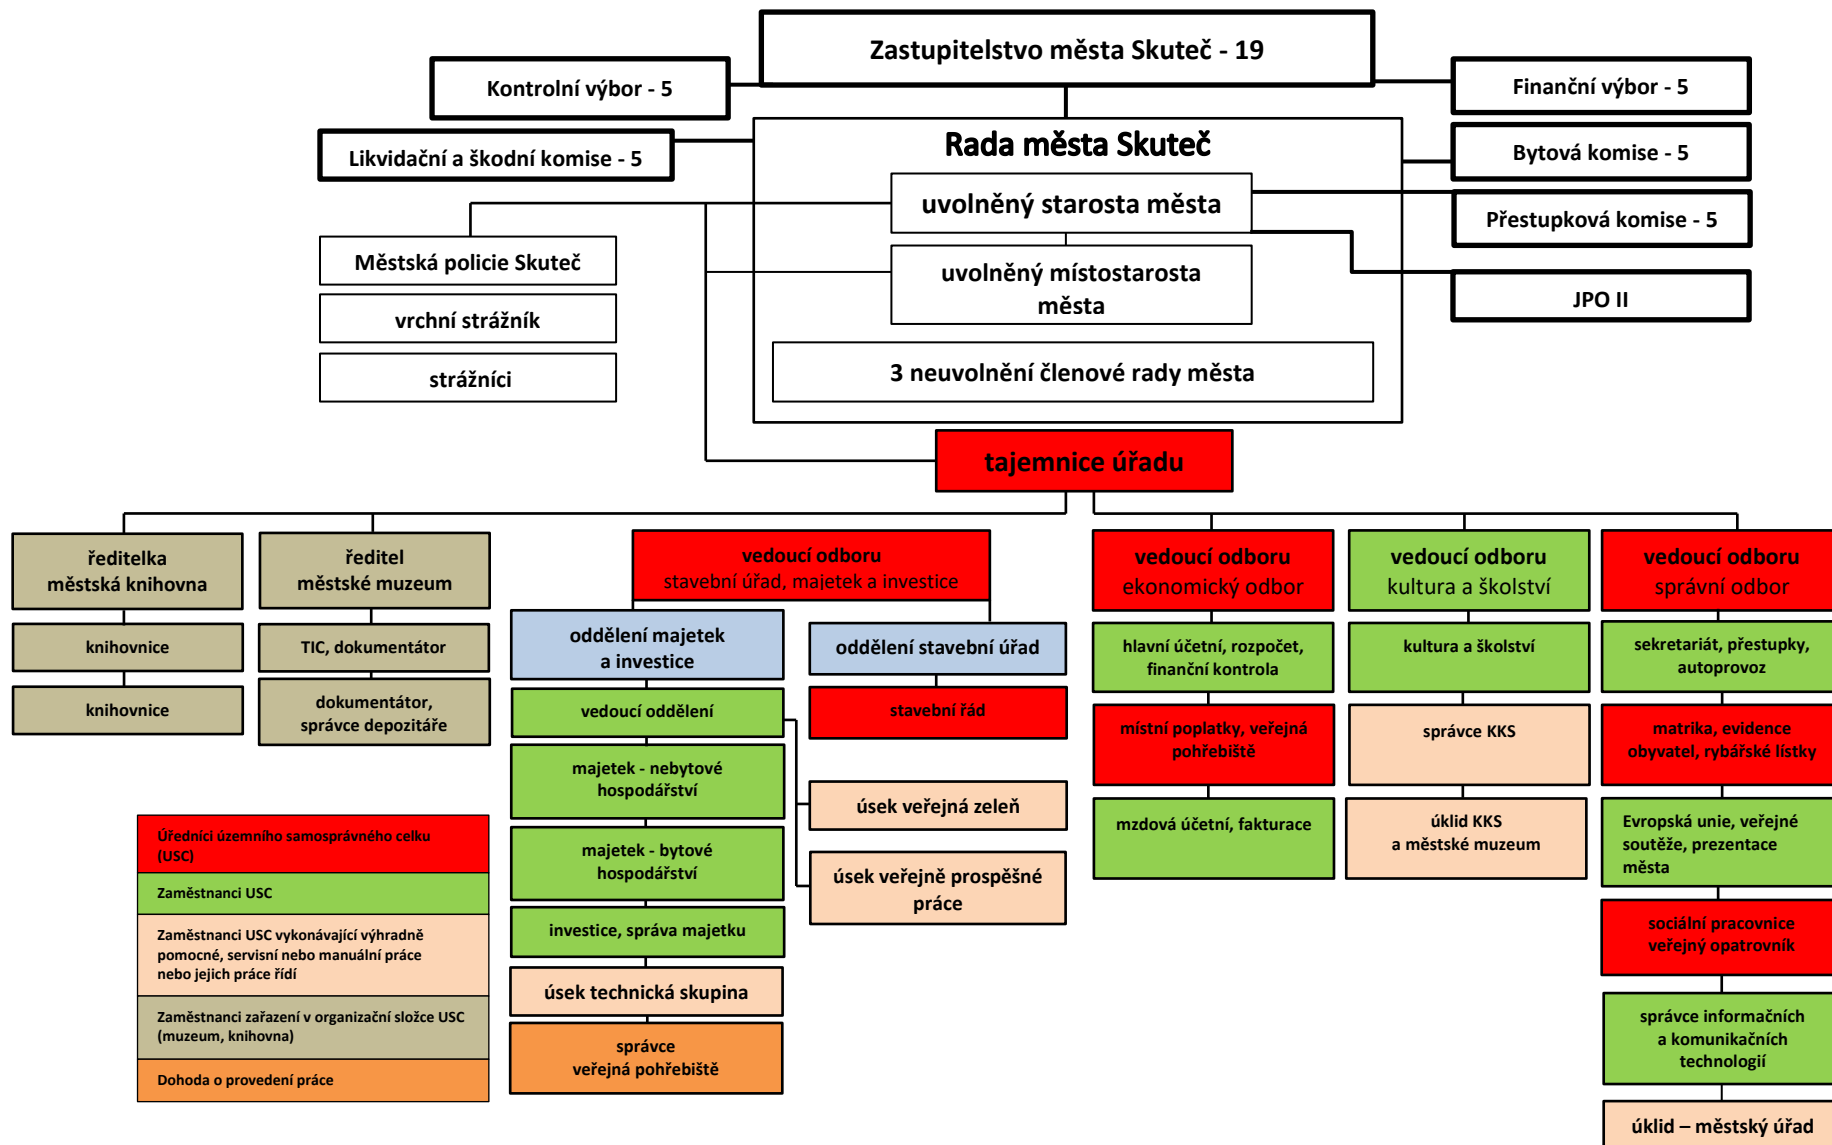 Zastupitelstvo města Skuteč - 19
Kontrolní výbor - 5
Finanční výbor - 5
Likvidační a škodní komise - 5
Rada města Skuteč
Bytová komise - 5
uvolněný starosta města
Přestupková komise - 5
Městská policie Skuteč
uvolněný místostarosta
města
JPO II
vrchní strážník
strážníci
3 neuvolnění členové rady města
tajemnice úřadu
ředitelka
městská knihovna
knihovnice
knihovnice
ředitel
městské muzeum
TIC, dokumentátor
dokumentátor,
správce depozitáře
vedoucí odboru
stavební úřad, majetek a investice
oddělení majetek
a investice
vedoucí oddělení
majetek - nebytové
hospodářství
majetek - bytové
hospodářství
investice, správa majetku
úsek technická skupina
správce
veřejná pohřebiště
oddělení stavební úřad
stavební řád
úsek veřejná zeleň
úsek veřejně prospěšné
práce
vedoucí odboru
ekonomický odbor
hlavní účetní, rozpočet,
finanční kontrola
místní poplatky, veřejná
pohřebiště
mzdová účetní, fakturace
vedoucí odboru
kultura a školství
kultura a školství
správce KKS
úklid KKS
a městské muzeum
vedoucí odboru
správní odbor
sekretariát, přestupky,
autoprovoz
matrika, evidence
obyvatel, rybářské lístky
Evropská unie, veřejné
soutěže, prezentace
města
sociální pracovnice
veřejný opatrovník
správce informačních
a komunikačních
technologií
úklid – městský úřad
Úředníci územního samosprávného celku
(USC)
Zaměstnanci USC
Zaměstnanci USC vykonávající výhradně
pomocné, servisní nebo manuální práce
nebo jejich práce řídí
Zaměstnanci zařazení v organizační složce USC
(muzeum, knihovna)
Dohoda o provedení práce